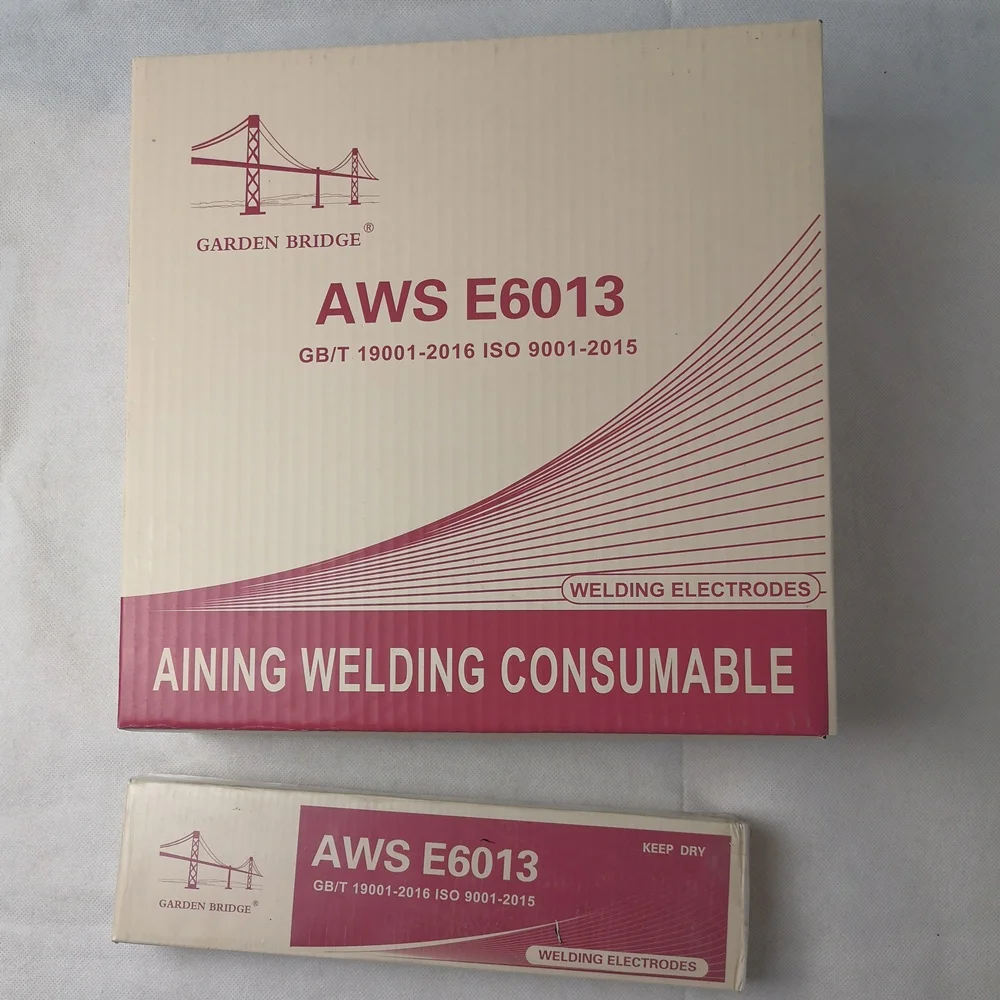 GARDEN BRIDGE®
AWS E6013
GB/T 19001-2016 ISO 9001-2015
WELDING ELECTRODES
AINING WELDING CONSUMABLE
GARDEN BRIDGE®
AWS E6013
KEEP DRY
GB/T 19001-2016 ISO 9001-2015
WELDING ELECTRODES